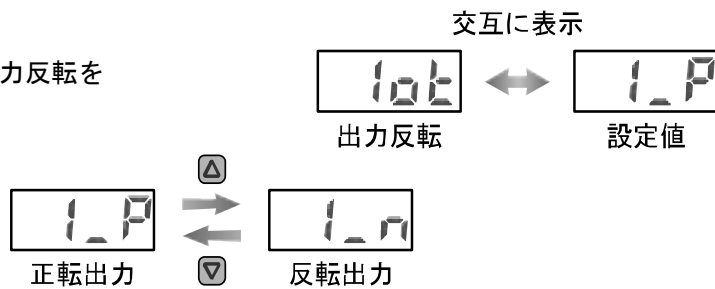 交互に表示
力反転を
1ot
1_P
出力反転
設定値
1_P
1_n
正転出力
反転出力